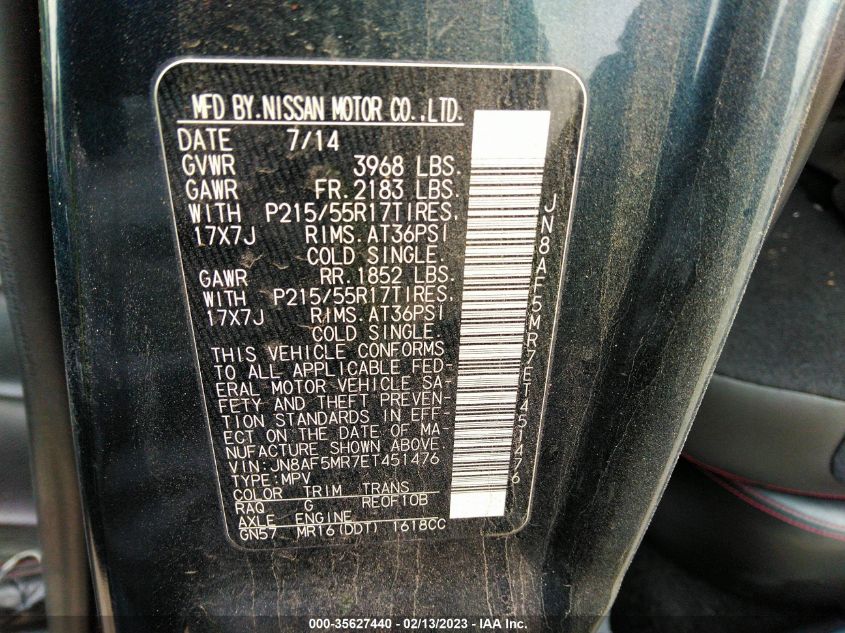 MFD BY.NISSAN MOTOR CO.,LTD.
DATE 7/14
GVWR 3968 LBS.
GAWR FR.2183 LBS.
WITH P215/55R17TIRES.
17X7J RIMS.AT36PSI
COLD SINGLE.
GAWR RR.1852 LBS.
WITH P215/55R17TIRES.
17X7J RIMS.AT36PSI
COLD SINGLE.
THIS VEHICLE CONFORMS
TO ALL APPLICABLE FED-
ERAL MOTOR VEHICLE SA-
FETY AND THEFT PREVEN-
TION STANDARDS IN EFF-
ECT ON THE DATE OF MA-
NUFACTURE SHOWN ABOVE.
VIN:JN8AF5MR7ET451476
TYPE:MPV
COLOR TRIM TRANS
RAQ G REOF10B
AXLE ENGINE
GN57 MR16(DDT) 1618CC
JN8AF5MR7ET451476
000-35627440 - 02/13/2023 - IAA Inc.